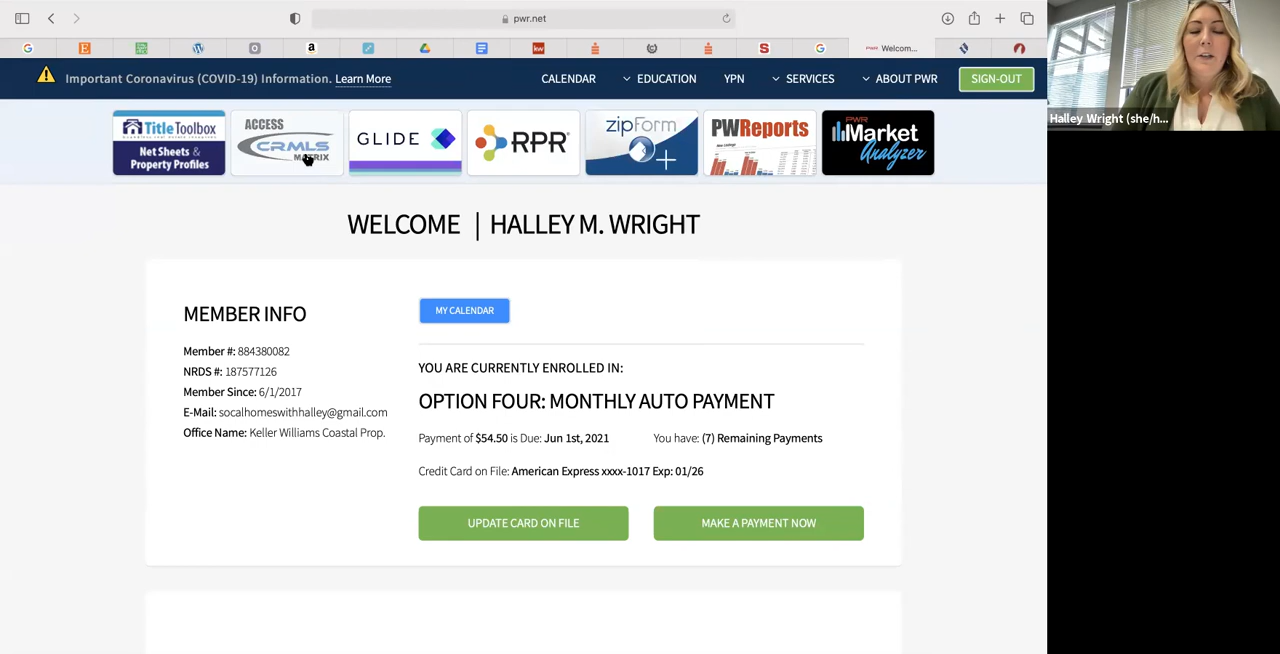 pwr.net
G
E
a
kw
S
G
PWR Welcom...
Important Coronavirus (COVID-19) Information. Learn More
CALENDAR
EDUCATION
YPN
SERVICES
ABOUT PWR
SIGN-OUT
Halley Wright (she/h...
TitleToolbox
Net Sheets &
Property Profiles
ACCESS
CRMLS
MATRIX
GLIDE
RPR
zipForm
PWReports
PWR
Market
Analyzer
WELCOME | HALLEY M. WRIGHT
MEMBER INFO
Member #: 884380082
NRDS #: 187577126
Member Since: 6/1/2017
E-Mail: socalhomeswithhalley@gmail.com
Office Name: Keller Williams Coastal Prop.
MY CALENDAR
YOU ARE CURRENTLY ENROLLED IN:
OPTION FOUR: MONTHLY AUTO PAYMENT
Payment of $54.50 is Due: Jun 1st, 2021
You have: (7) Remaining Payments
Credit Card on File: American Express xxxx-1017 Exp: 01/26
UPDATE CARD ON FILE
MAKE A PAYMENT NOW